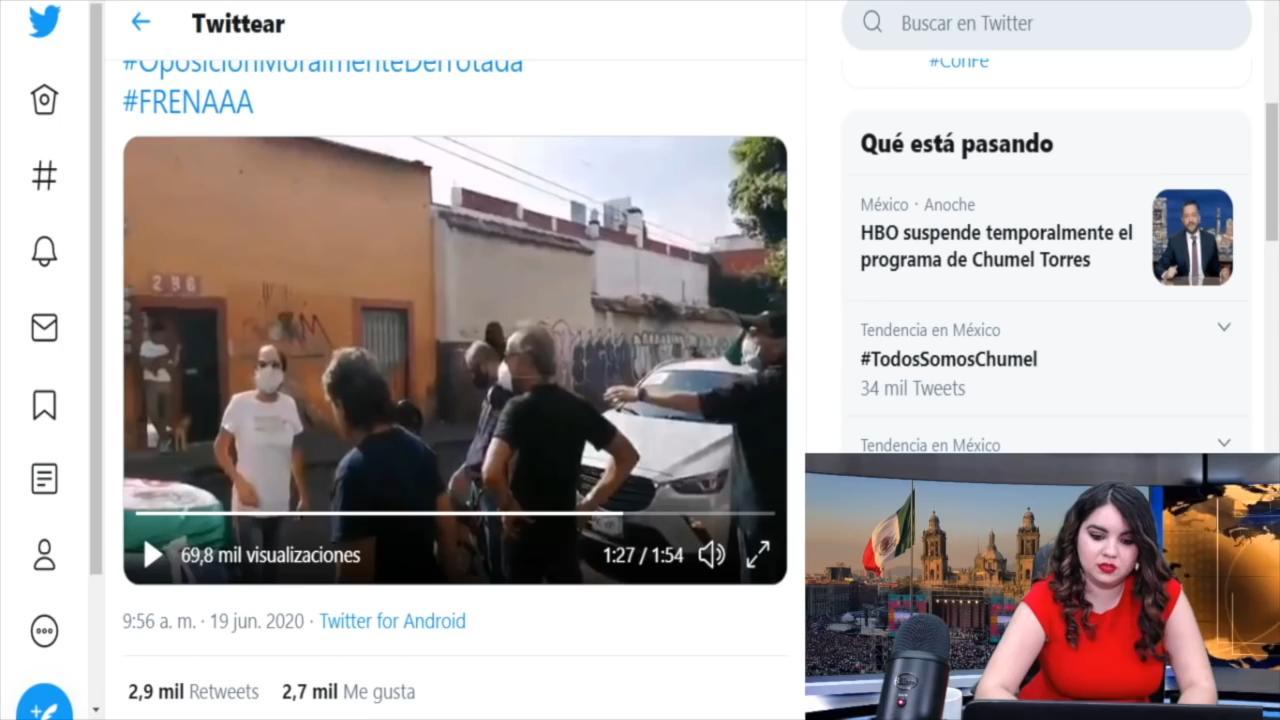 Twittear
#OposiciónMoralmenteDerrotada
#FRENAAA
298
69,8 mil visualizaciones
1:27 / 1:54
9:56 a. m. · 19 jun. 2020 · Twitter for Android
2,9 mil Retweets 2,7 mil Me gusta
Buscar en Twitter
#ConFe
Qué está pasando
México · Anoche
HBO suspende temporalmente el
programa de Chumel Torres
Tendencia en México
#TodosSomosChumel
34 mil Tweets
Tendencia en México